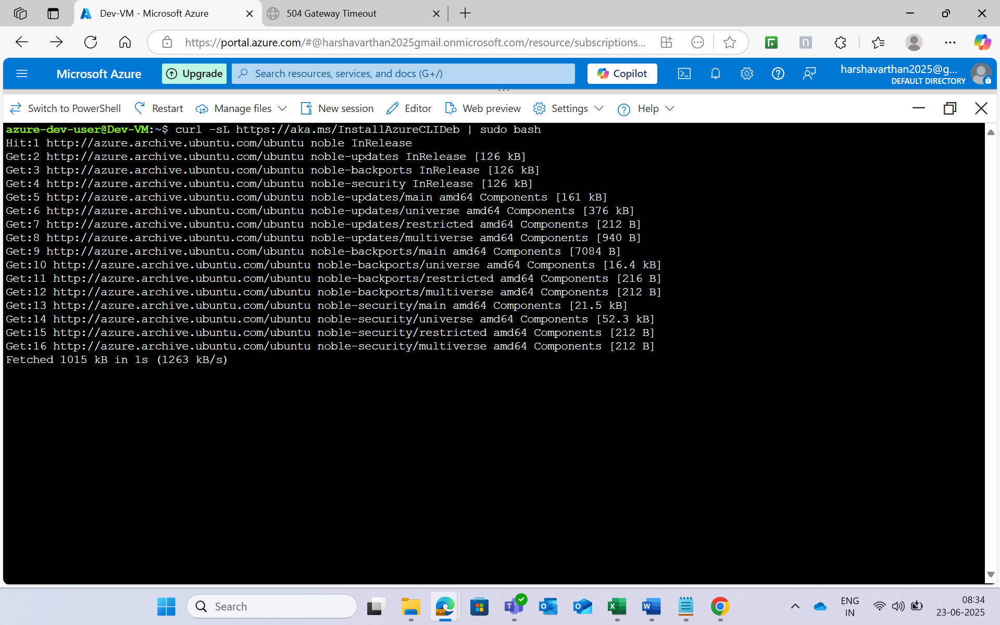 Dev-VM - Microsoft Azure
504 Gateway Timeout
https://portal.azure.com/#@harshavarthan2025gmail.onmicrosoft.com/resource/subscriptions...
Microsoft Azure
Upgrade
Search resources, services, and docs (G+/)
Copilot
harshavarthan2025@g...
DEFAULT DIRECTORY
Switch to PowerShell
Restart
Manage files
New session
Editor
Web preview
Settings
Help
azure-dev-user@Dev-VM:~$ curl -sL https://aka.ms/InstallAzureCLIDeb | sudo bash
Hit:1 http://azure.archive.ubuntu.com/ubuntu noble InRelease
Get:2 http://azure.archive.ubuntu.com/ubuntu noble-updates InRelease [126 kB]
Get:3 http://azure.archive.ubuntu.com/ubuntu noble-backports InRelease [126 kB]
Get:4 http://azure.archive.ubuntu.com/ubuntu noble-security InRelease [126 kB]
Get:5 http://azure.archive.ubuntu.com/ubuntu noble-updates/main amd64 Components [161 kB]
Get:6 http://azure.archive.ubuntu.com/ubuntu noble-updates/universe amd64 Components [376 kB]
Get:7 http://azure.archive.ubuntu.com/ubuntu noble-updates/restricted amd64 Components [212 B]
Get:8 http://azure.archive.ubuntu.com/ubuntu noble-updates/multiverse amd64 Components [940 B]
Get:9 http://azure.archive.ubuntu.com/ubuntu noble-backports/main amd64 Components [7084 B]
Get:10 http://azure.archive.ubuntu.com/ubuntu noble-backports/universe amd64 Components [16.4 kB]
Get:11 http://azure.archive.ubuntu.com/ubuntu noble-backports/restricted amd64 Components [216 B]
Get:12 http://azure.archive.ubuntu.com/ubuntu noble-backports/multiverse amd64 Components [212 B]
Get:13 http://azure.archive.ubuntu.com/ubuntu noble-security/main amd64 Components [21.5 kB]
Get:14 http://azure.archive.ubuntu.com/ubuntu noble-security/universe amd64 Components [52.3 kB]
Get:15 http://azure.archive.ubuntu.com/ubuntu noble-security/restricted amd64 Components [212 B]
Get:16 http://azure.archive.ubuntu.com/ubuntu noble-security/multiverse amd64 Components [212 B]
Fetched 1015 kB in 1s (1263 kB/s)
Search
ENG
IN
08:34
23-06-2025